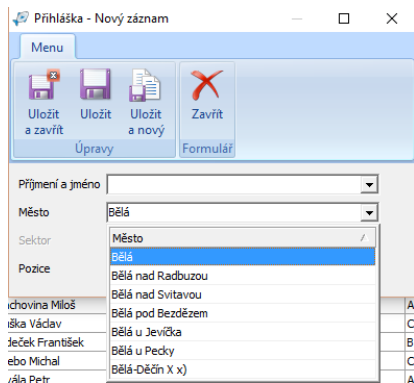 Přihláška - Nový záznam
Menu
Uložit a zavřít
Uložit
Uložit a nový
Zavřít
Úpravy
Formulář
Příjmení a jméno
Město
Bělá
Sektor
Město
Pozice
Bělá
Bělá nad Radbuzou
Bělá nad Svitavou
Bělá pod Bezdězem
Bělá u Jevíčka
Bělá u Pecky
Bělá-Děčín X x)
chovina Miloš
A
ška Václav
C
deček František
B
ebo Michal
C
vála Petr
A